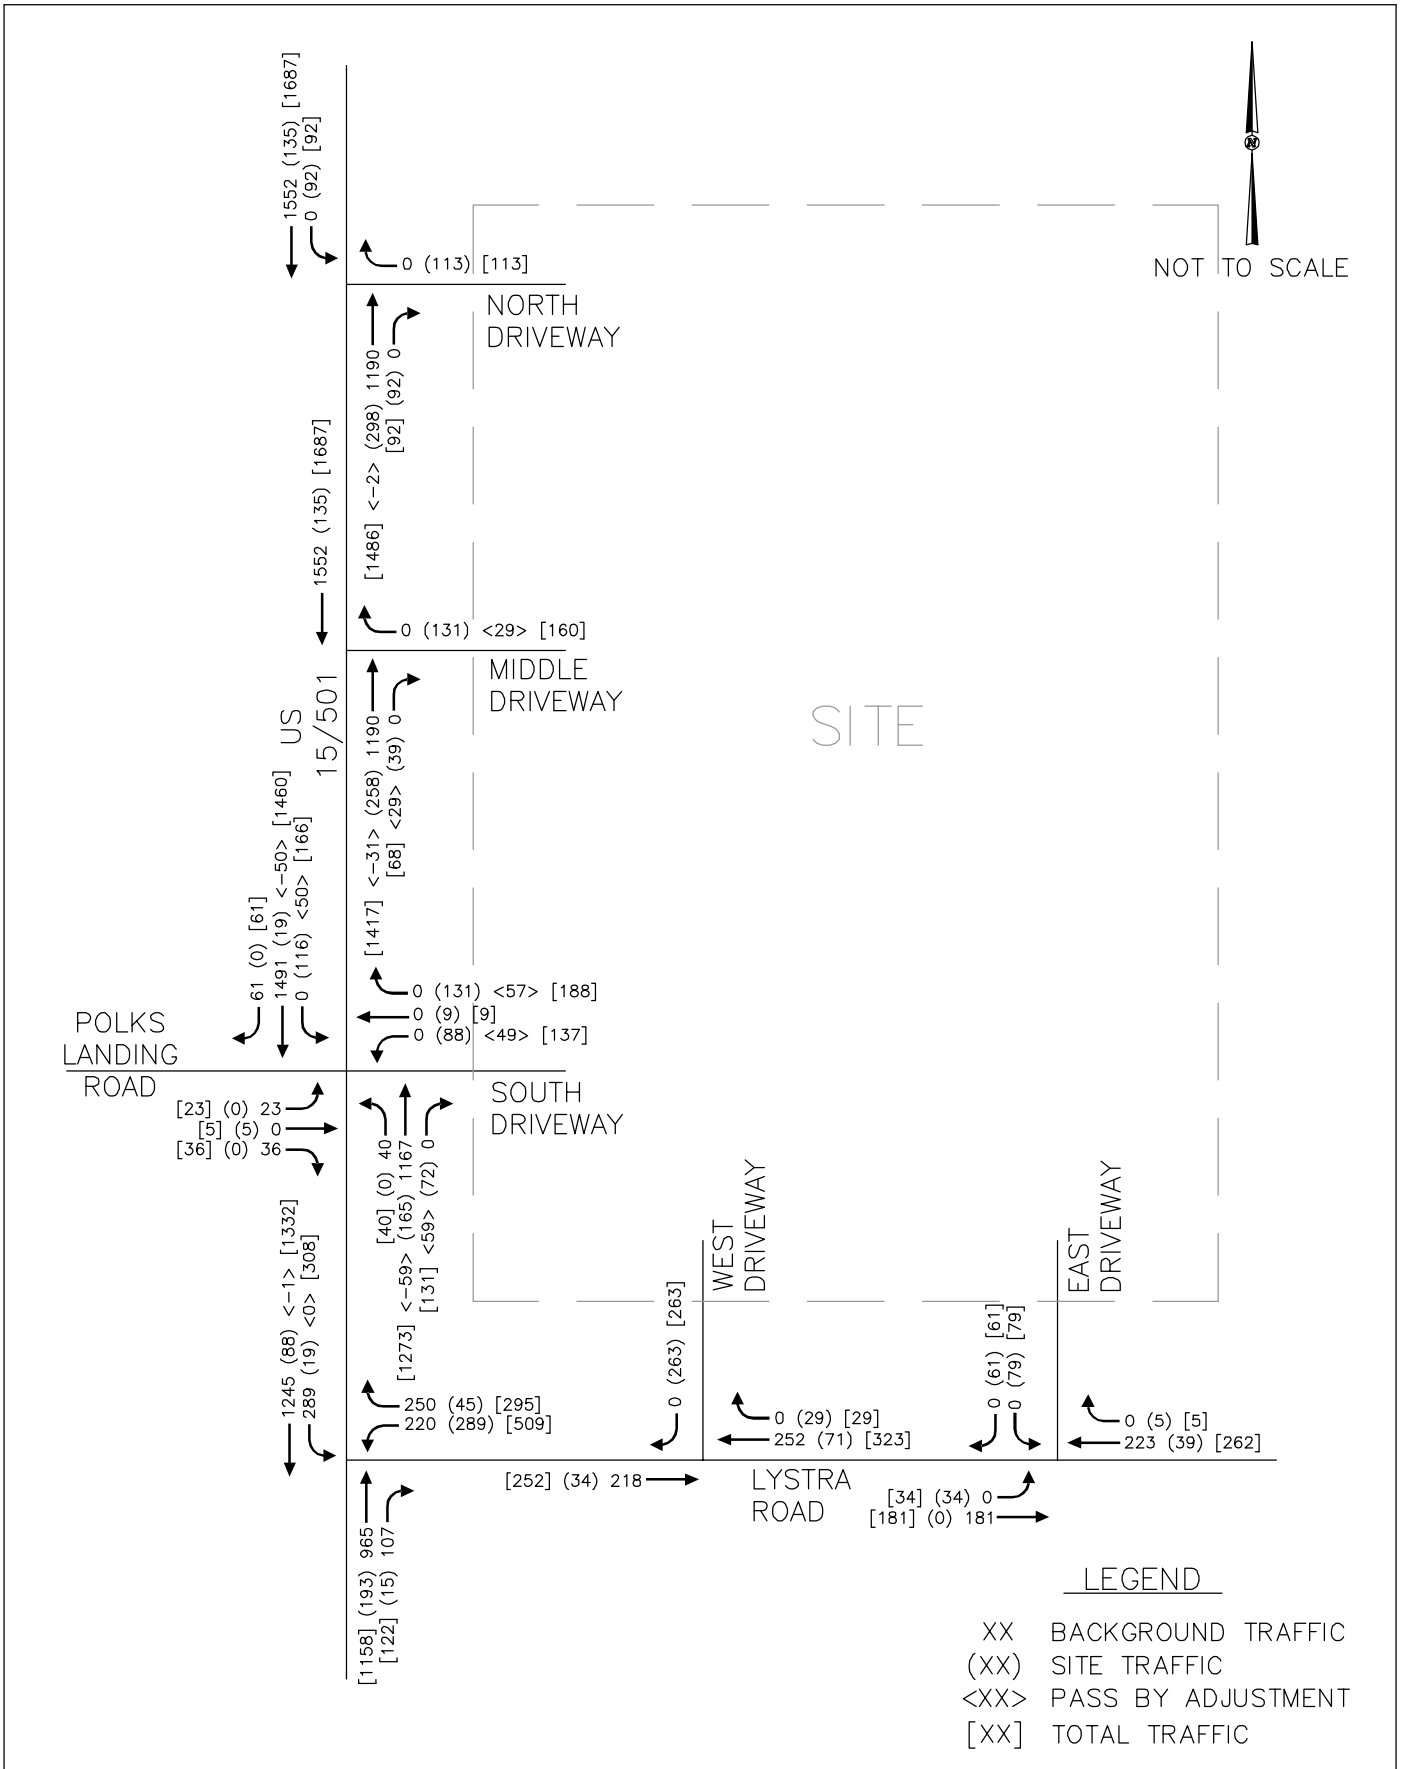 1552 (135) [1687]
0 (92) [92]
N
NOT TO SCALE
0 (113) [113]
NORTH
DRIVEWAY
[1486] <-2> (298) 1190
[92] (92) 0
1552 (135) [1687]
0 (131) <29> [160]
MIDDLE
DRIVEWAY
US
15/501
SITE
[1417] <-31> (258) 1190
[68] <29> (39) 0
61 (0) [61]
1491 (19) <-50> [1460]
0 (116) <50> [166]
0 (131) <57> [188]
0 (9) [9]
0 (88) <49> [137]
POLKS
LANDING
ROAD
SOUTH
DRIVEWAY
[23] (0) 23
[5] (5) 0
[36] (0) 36
[40] (0) 40
[1273] <-59> (165) 1167
[131] <59> (72) 0
1245 (88) <-1> [1332]
289 (19) <0> [308]
250 (45) [295]
220 (289) [509]
WEST
DRIVEWAY
EAST
DRIVEWAY
0 (263) [263]
0 (61) [61]
0 (79) [79]
0 (29) [29]
252 (71) [323]
0 (5) [5]
223 (39) [262]
[252] (34) 218
LYSTRA
ROAD
[34] (34) 0
[181] (0) 181
[1158] (193) 965
[122] (15) 107
LEGEND
XX BACKGROUND TRAFFIC
(XX) SITE TRAFFIC
<XX> PASS BY ADJUSTMENT
[XX] TOTAL TRAFFIC